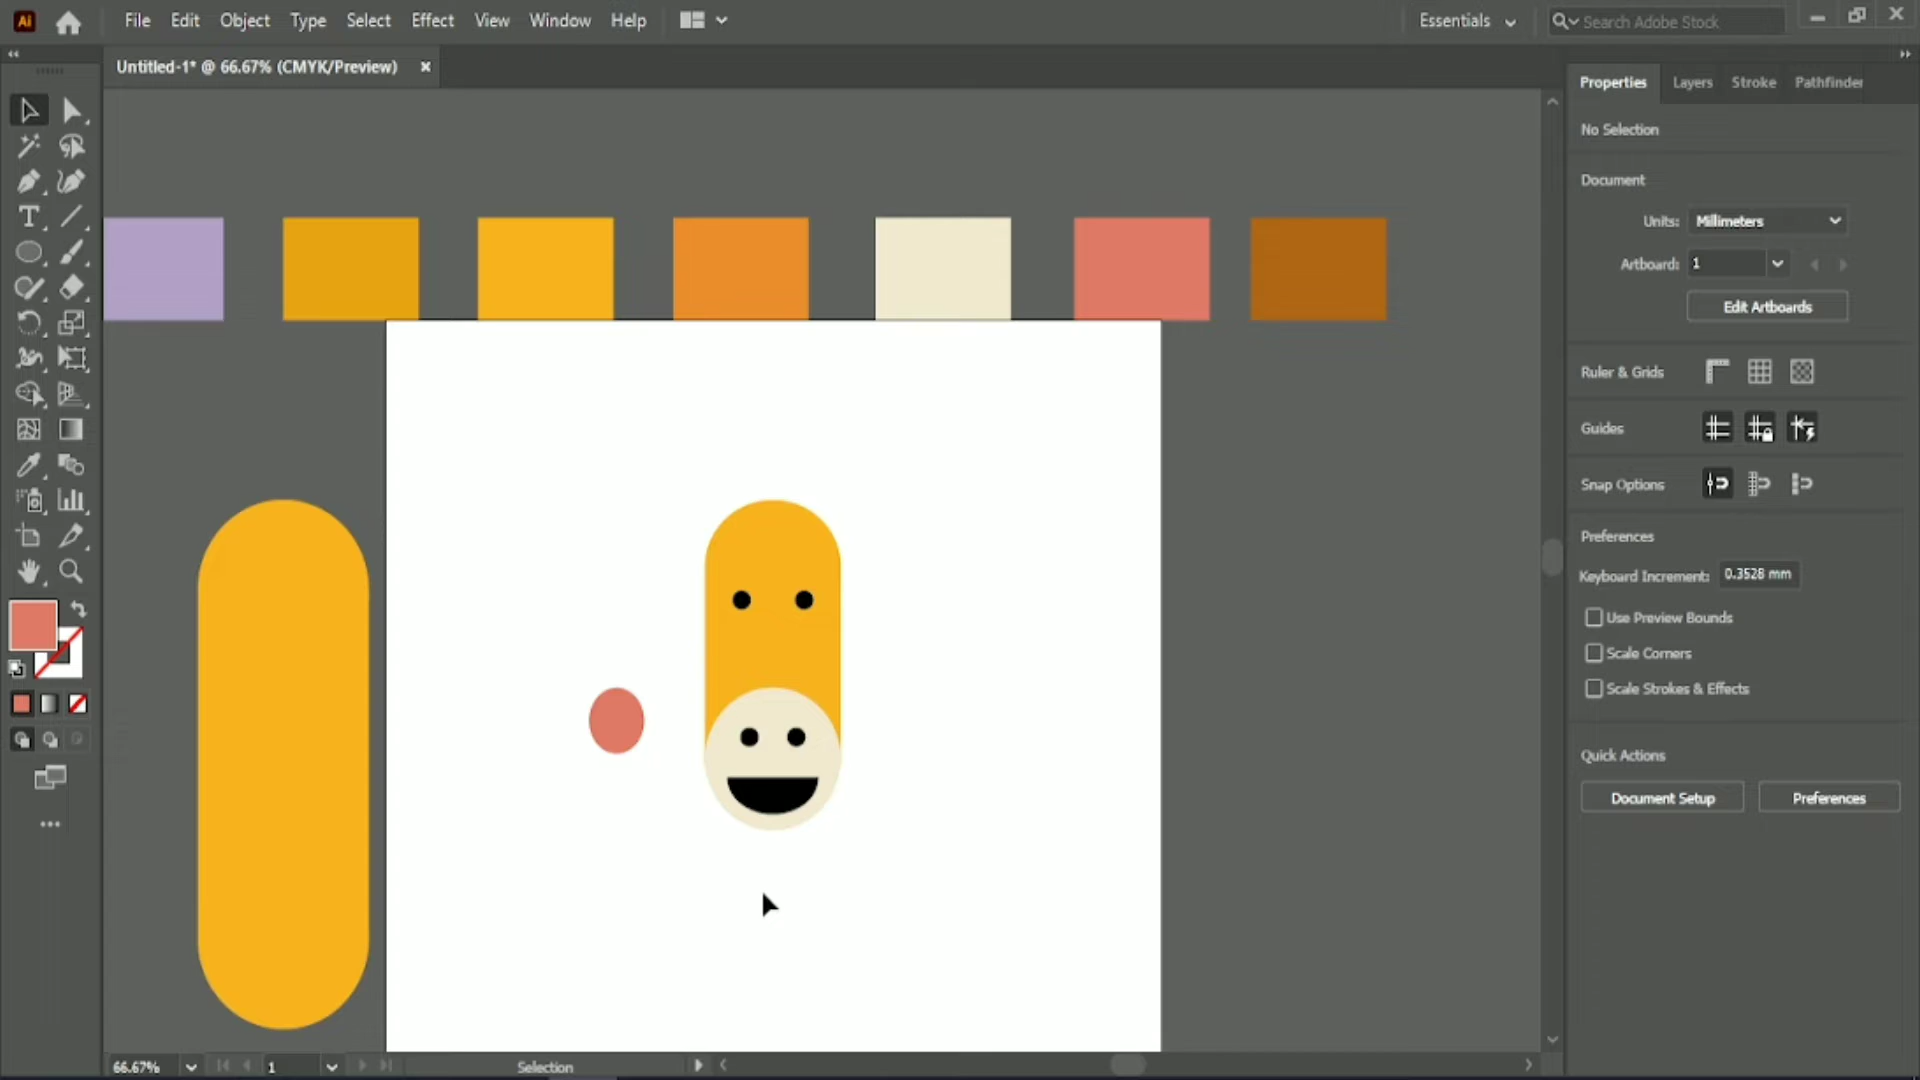 Ai File Edit Object Type Select Effect View Window Help Essentials Search Adobe Stock
Untitled-1* @ 66.67% (CMYK/Preview) ×
Properties Layers Stroke Pathfinder
No Selection
Document
Units: Millimeters
Artboard: 1
Edit Artboards
Ruler & Grids
Guides
Snap Options
Preferences
Keyboard Increment: 0.3528 mm
Use Preview Bounds
Scale Corners
Scale Strokes & Effects
Quick Actions
Document Setup Preferences
66.67% 1 Selection